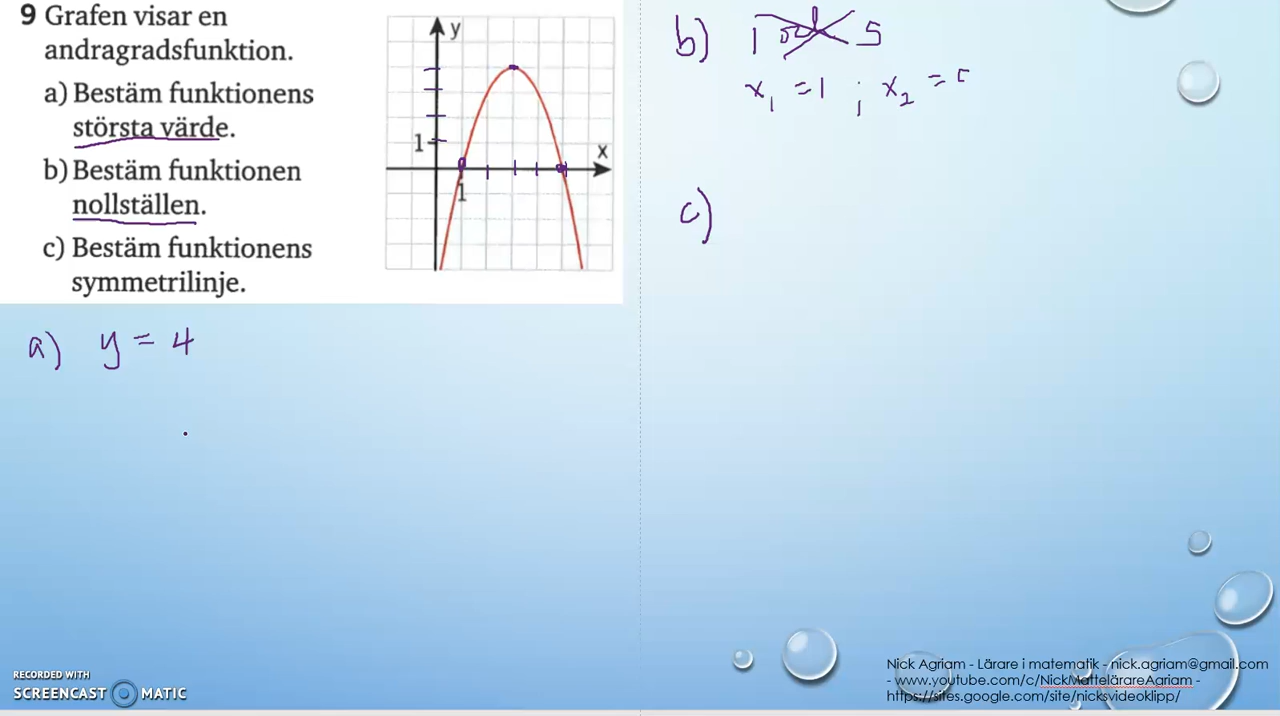 9 Grafen visar en
andragradsfunktion.
a) Bestäm funktionens
största värde.
b) Bestäm funktionen
nollställen.
c) Bestäm funktionens
symmetrilinje.
y
1
x
1
a) y = 4
b) 1 och 5
x₁ = 1 ; x₂ =
c)
RECORDED WITH
SCREENCAST MATIC
Nick Agriam - Lärare i matematik - nick.agriam@gmail.com
- www.youtube.com/c/NickMattelärareAgriam -
https://sites.google.com/site/nicksvideoklipp/